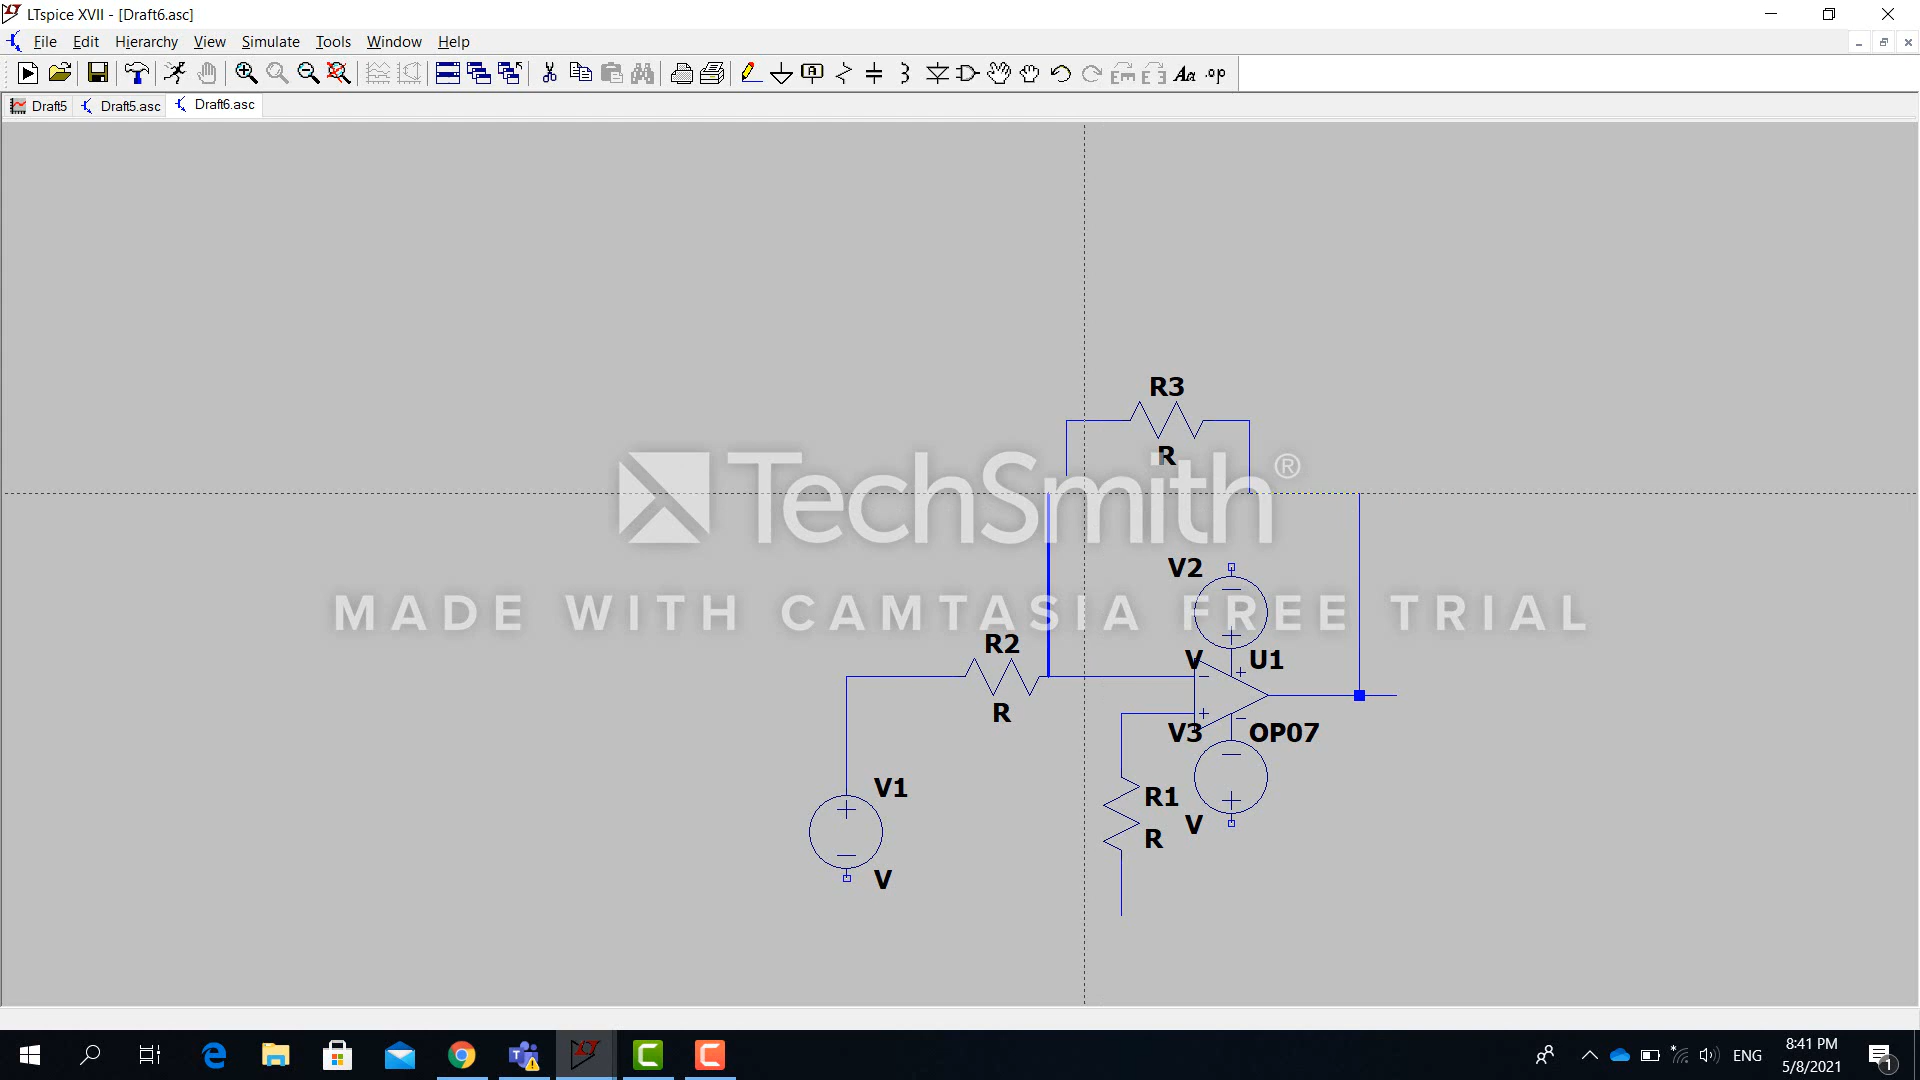 LTspice XVII - [Draft6.asc]
File Edit Hierarchy View Simulate Tools Window Help
Draft5 Draft5.asc Draft6.asc
R3
R
TechSmith®
V2
MADE WITH CAMTASIA FREE TRIAL
R2
V U1
R
V3 OP07
V1
R1
V
R
V
ENG
8:41 PM
5/8/2021
1